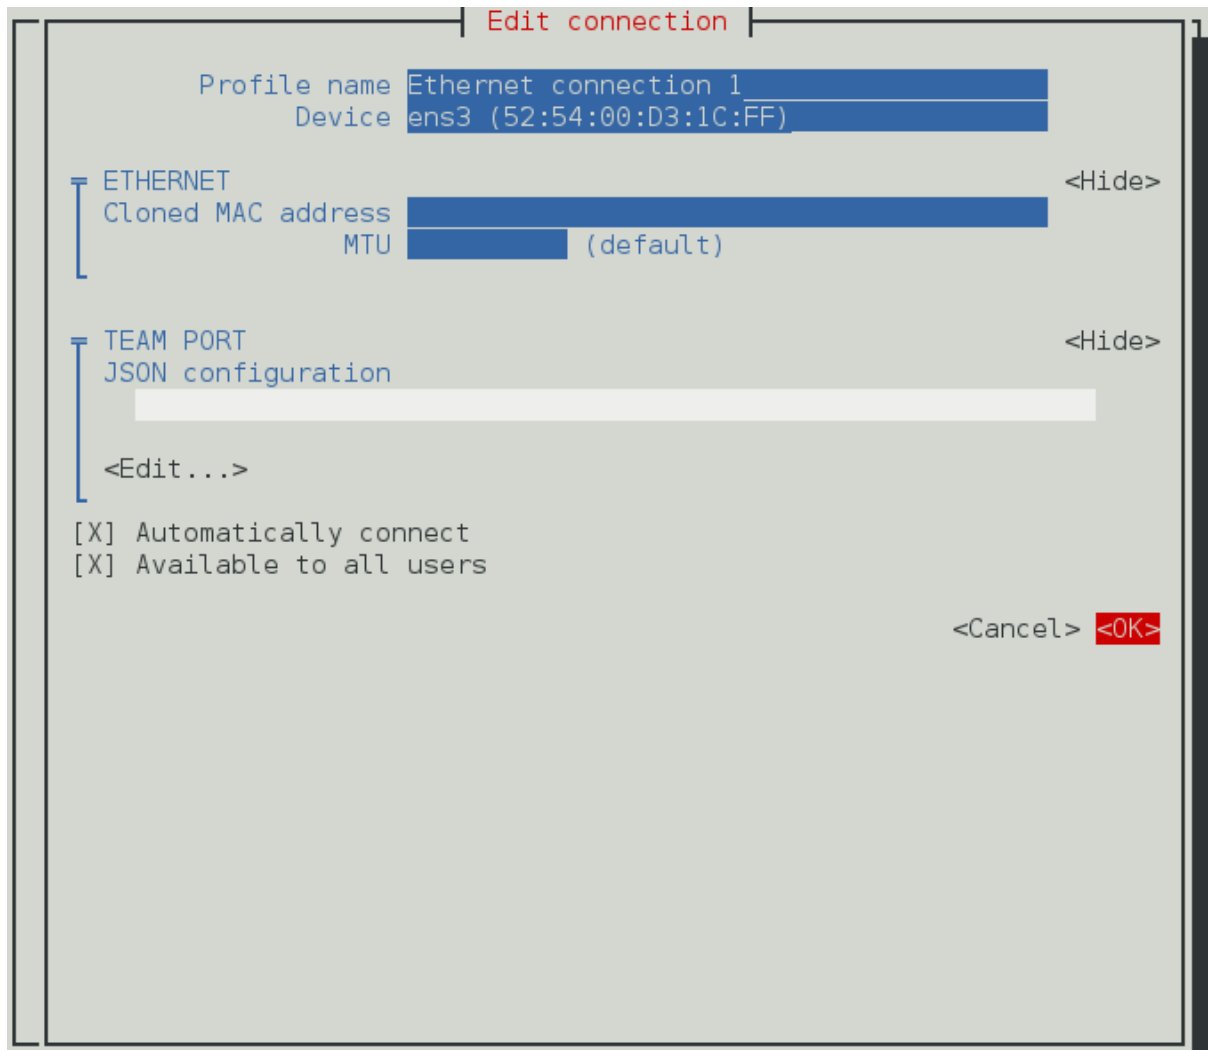 Edit connection
Profile name Ethernet connection 1
Device ens3 (52:54:00:D3:1C:FF)
ETHERNET <Hide>
Cloned MAC address
MTU (default)
TEAM PORT <Hide>
JSON configuration
<Edit...>
[X] Automatically connect
[X] Available to all users
<Cancel> <OK>